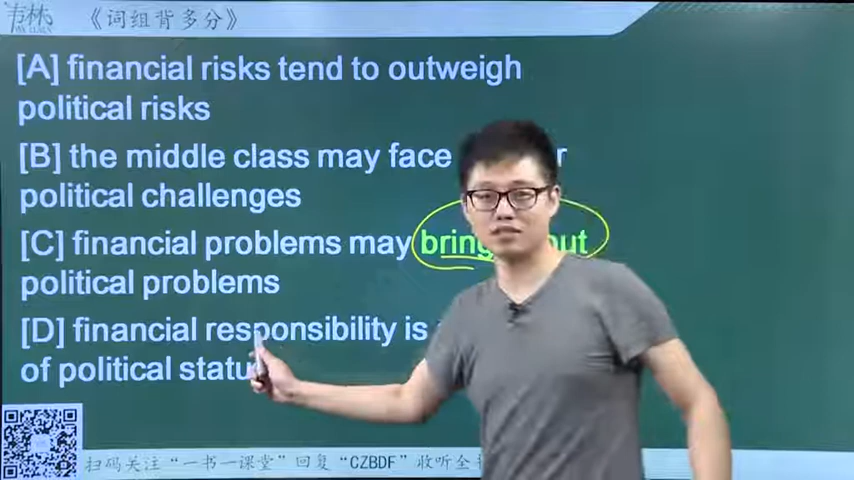 韦林
《词组背多分》
[A] financial risks tend to outweigh
political risks
[B] the middle class may face
political challenges
[C] financial problems may bring out
political problems
[D] financial responsibility is
of political statu
扫码关注“一书一课堂”回复“CZBDF”收听全